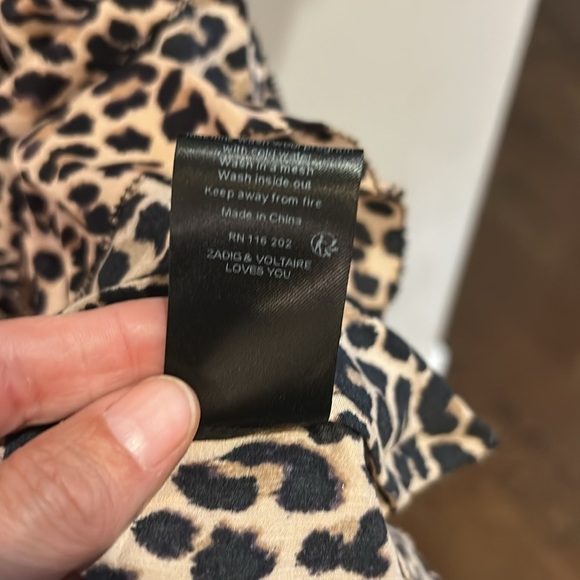 Wash in a mesh
Wash inside out
Keep away from fire
Made in China
RN 116 202
ZADIG & VOLTAIRE
LOVES YOU